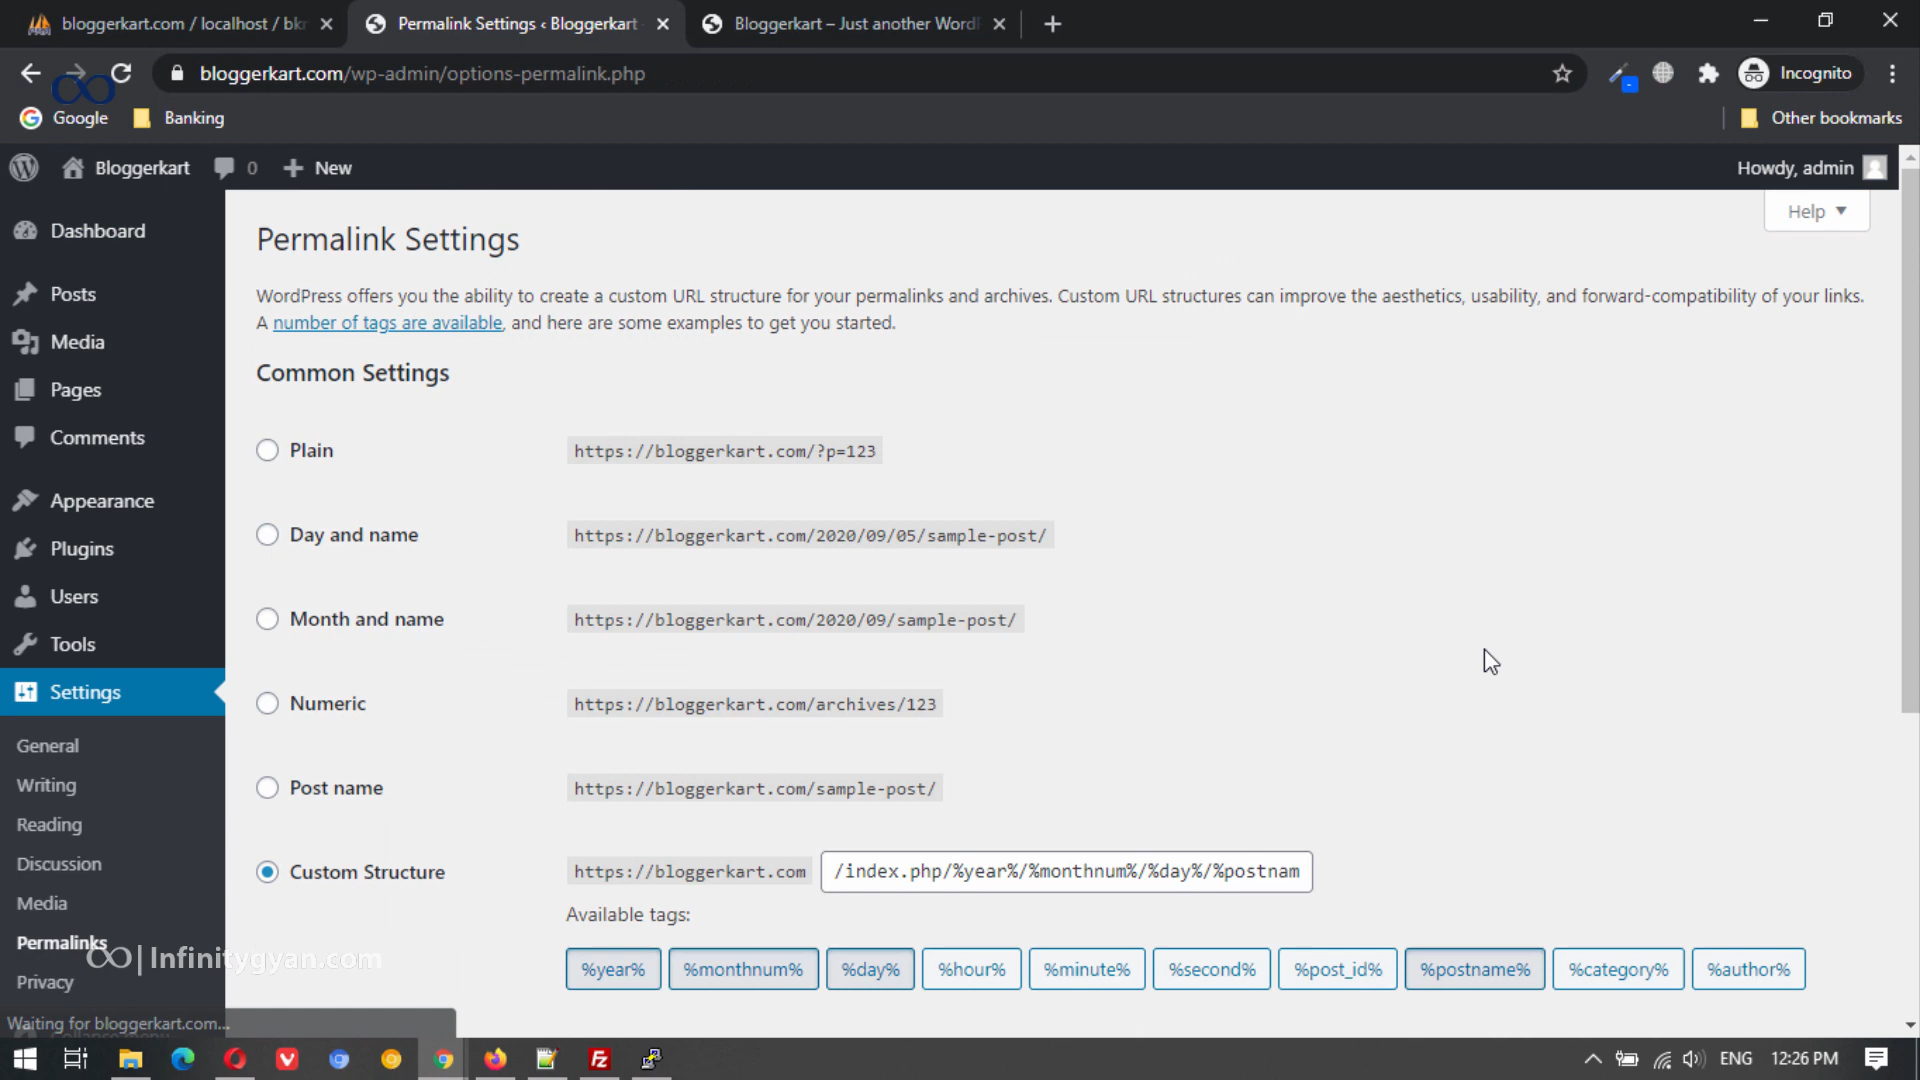 bloggerkart.com / localhost / bkr
Permalink Settings ‹ Bloggerkart
Bloggerkart – Just another Word
bloggerkart.com/wp-admin/options-permalink.php
Incognito
Google
Banking
Other bookmarks
Bloggerkart
0
New
Howdy, admin
Help
Dashboard
Posts
Media
Pages
Comments
Appearance
Plugins
Users
Tools
Settings
General
Writing
Reading
Discussion
Media
Permalinks
Privacy
Permalink Settings
WordPress offers you the ability to create a custom URL structure for your permalinks and archives. Custom URL structures can improve the aesthetics, usability, and forward-compatibility of your links.
A number of tags are available, and here are some examples to get you started.
Common Settings
Plain https://bloggerkart.com/?p=123
Day and name https://bloggerkart.com/2020/09/05/sample-post/
Month and name https://bloggerkart.com/2020/09/sample-post/
Numeric https://bloggerkart.com/archives/123
Post name https://bloggerkart.com/sample-post/
Custom Structure https://bloggerkart.com /index.php/%year%/%monthnum%/%day%/%postnam
Available tags:
%year% %monthnum% %day% %hour% %minute% %second% %post_id% %postname% %category% %author%
Infinitygyan.com
Waiting for bloggerkart.com...
ENG
12:26 PM